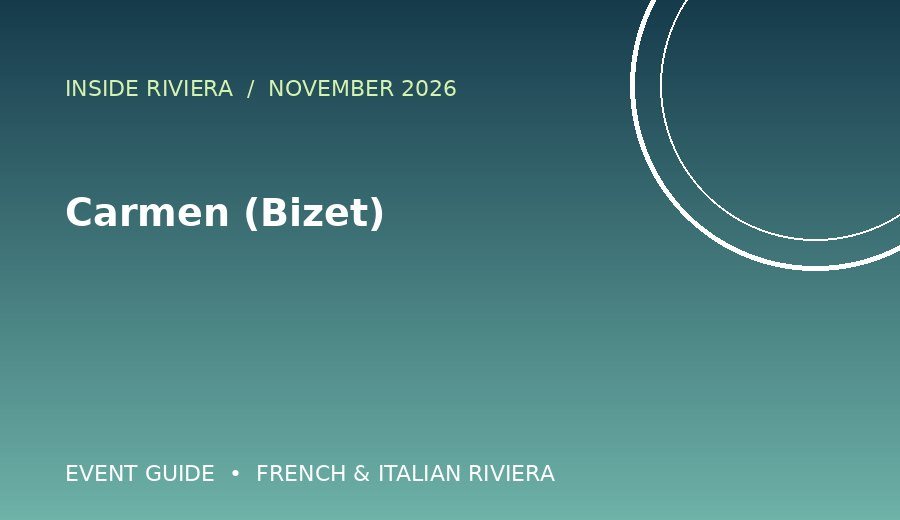 INSIDE RIVIERA / NOVEMBER 2026
Carmen (Bizet)
EVENT GUIDE • FRENCH & ITALIAN RIVIERA